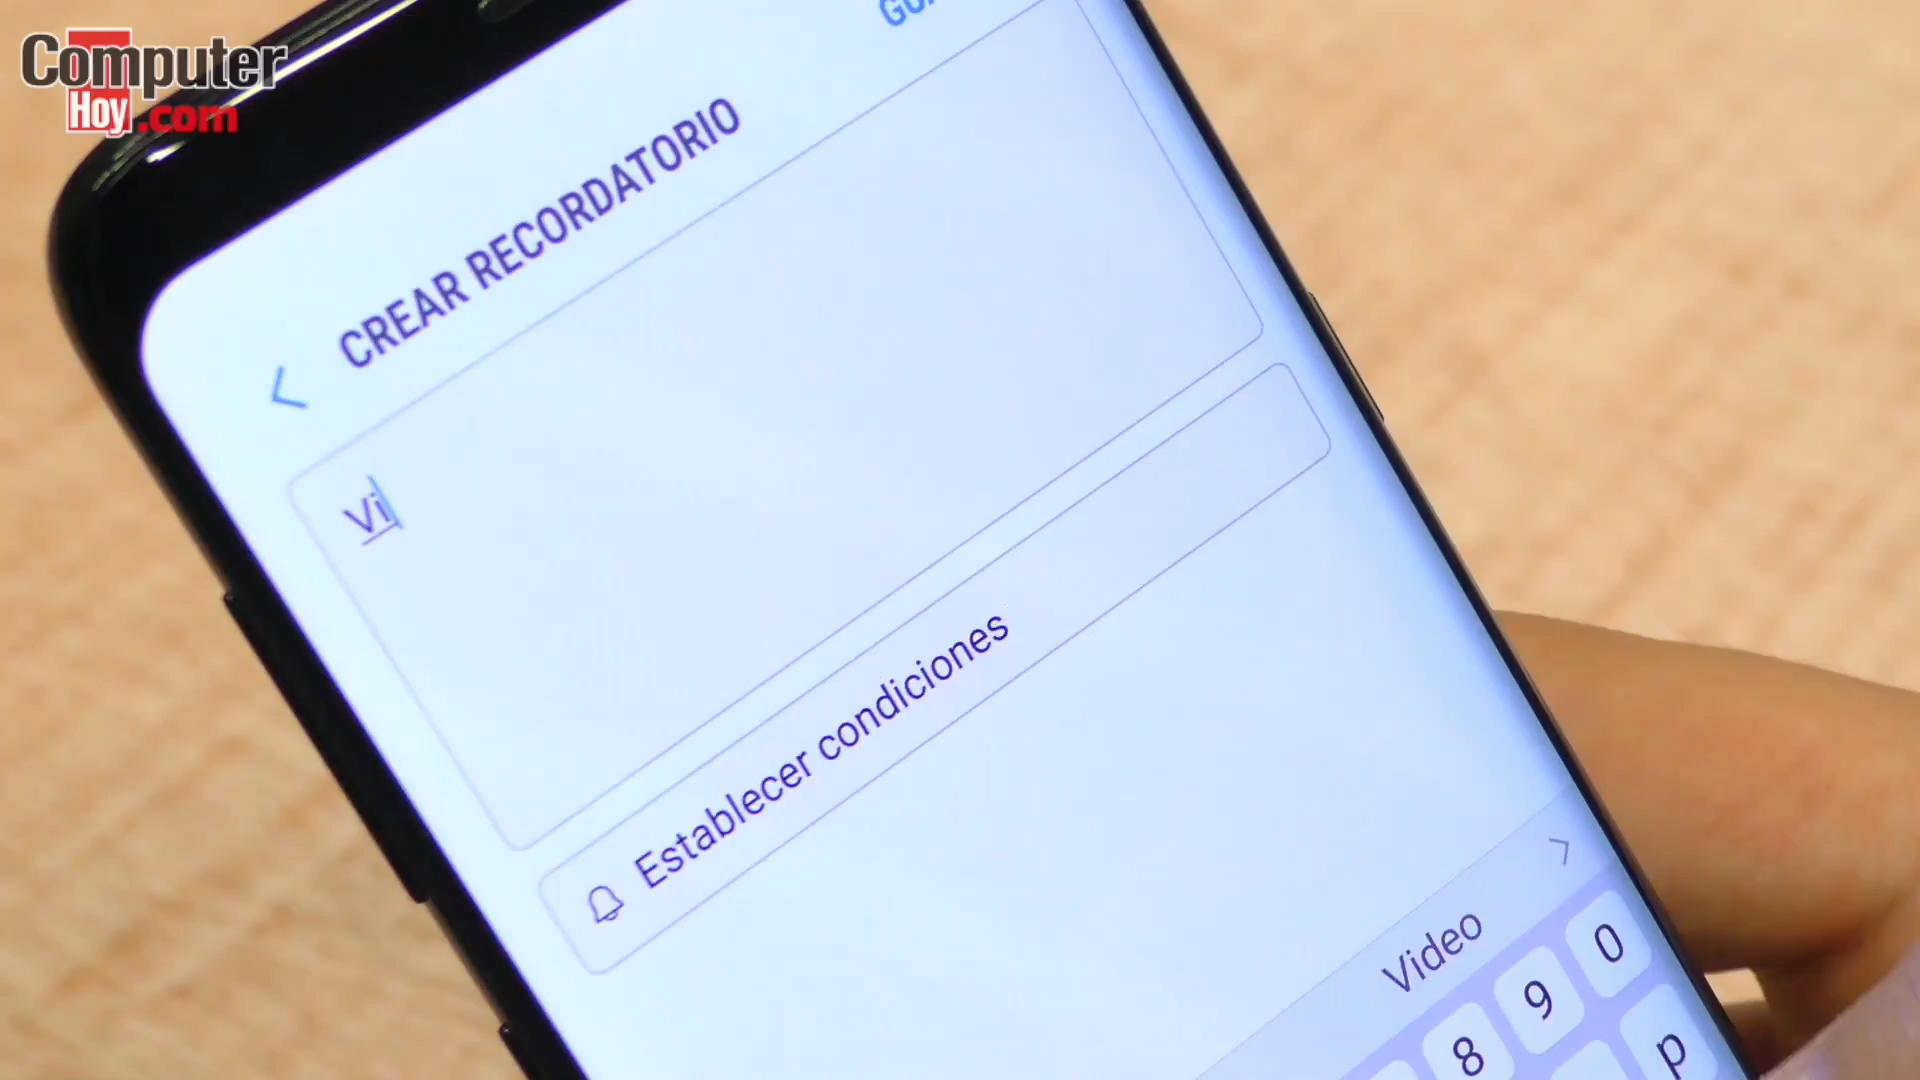 Computer
Hoy.com
CREAR RECORDATORIO
Vi
Establecer condiciones
Video
8 9 0
p